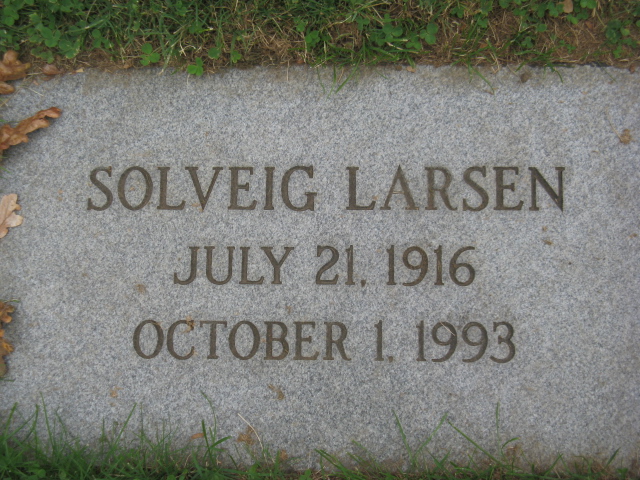 SOLVEIG LARSEN
JULY 21, 1916
OCTOBER 1, 1993